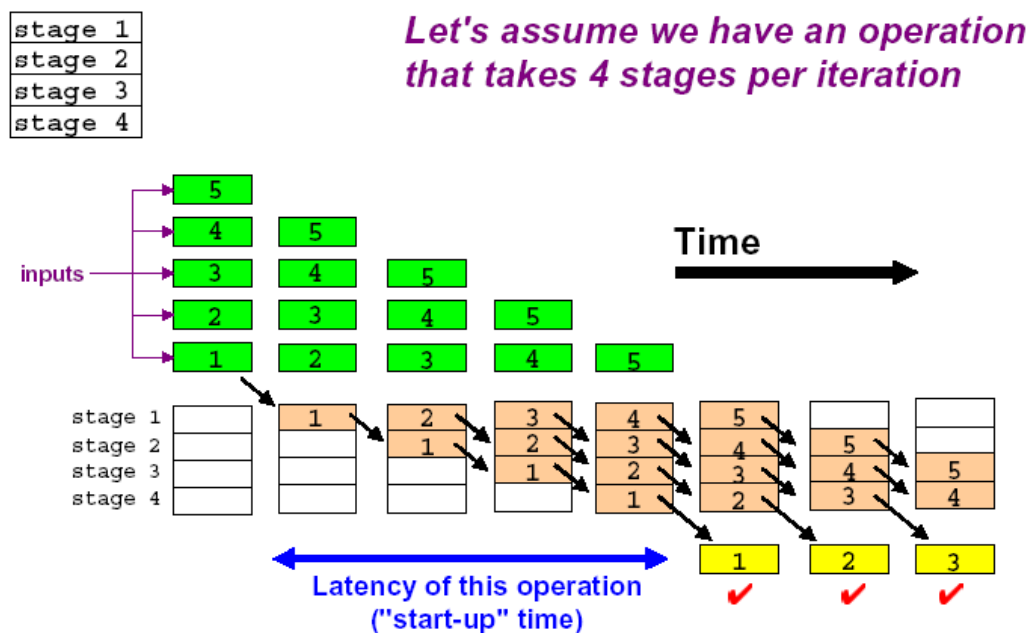 stage 1
stage 2
stage 3
stage 4
Let's assume we have an operation
that takes 4 stages per iteration
5
4 5
inputs 3 4 5
2 3 4 5
1 2 3 4 5
Time
stage 1 1 2 3 4 5
stage 2 1 2 3 4 5
stage 3 1 2 3 4 5
stage 4 1 2 3 4
1 2 3
Latency of this operation
("start-up" time)